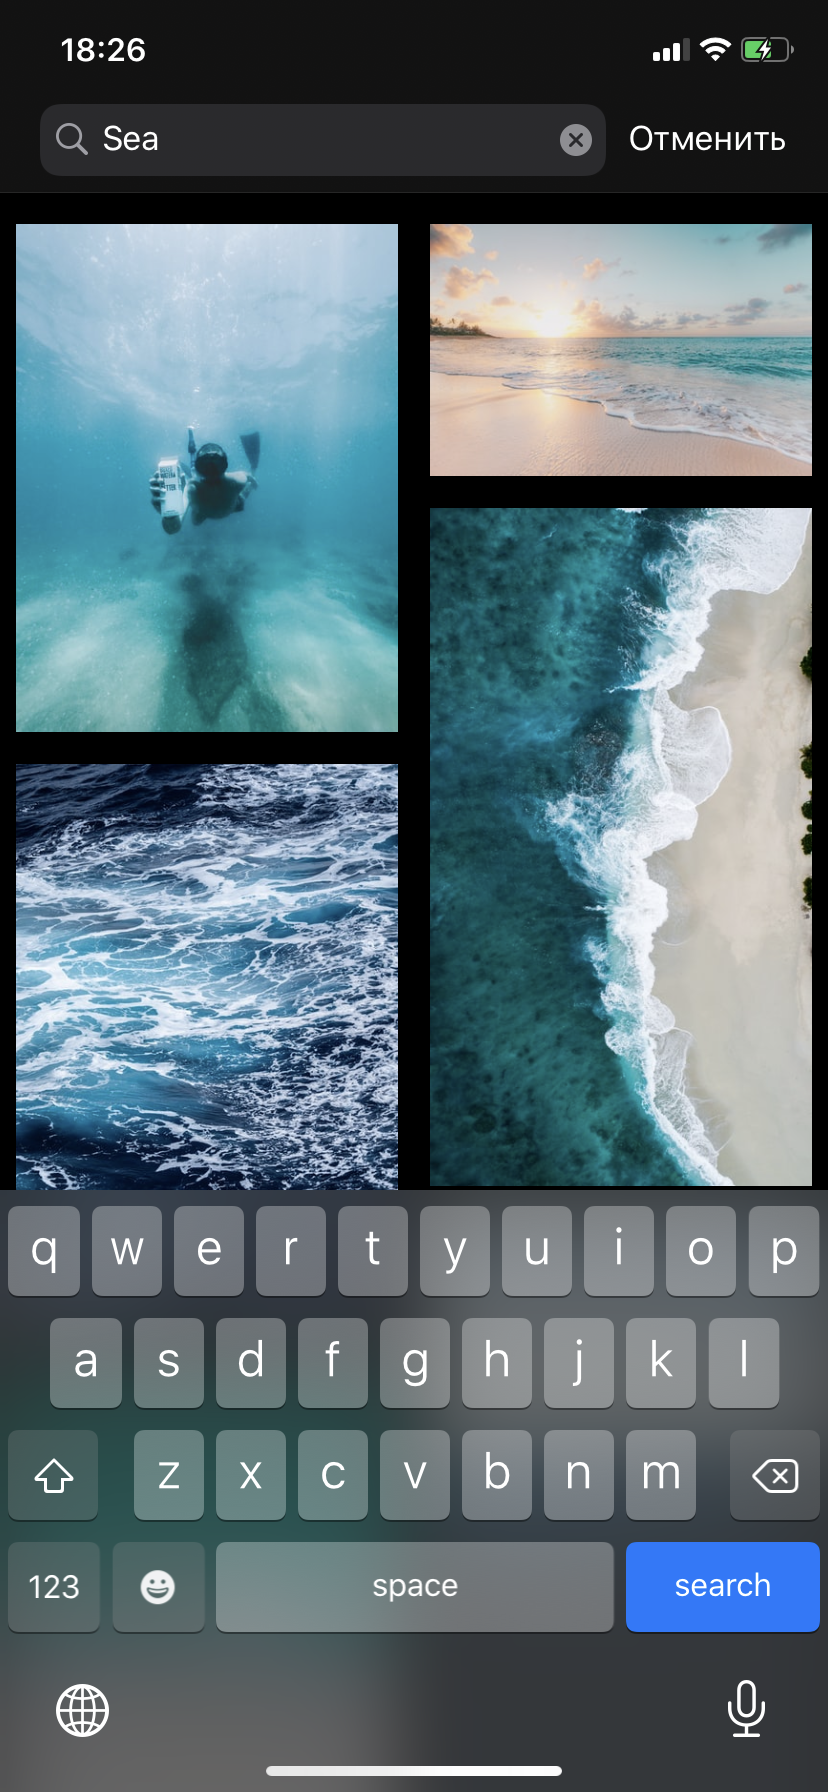 18:26
Sea
Отменить
q w e r t y u i o p
a s d f g h j k l
z x c v b n m
123 space search